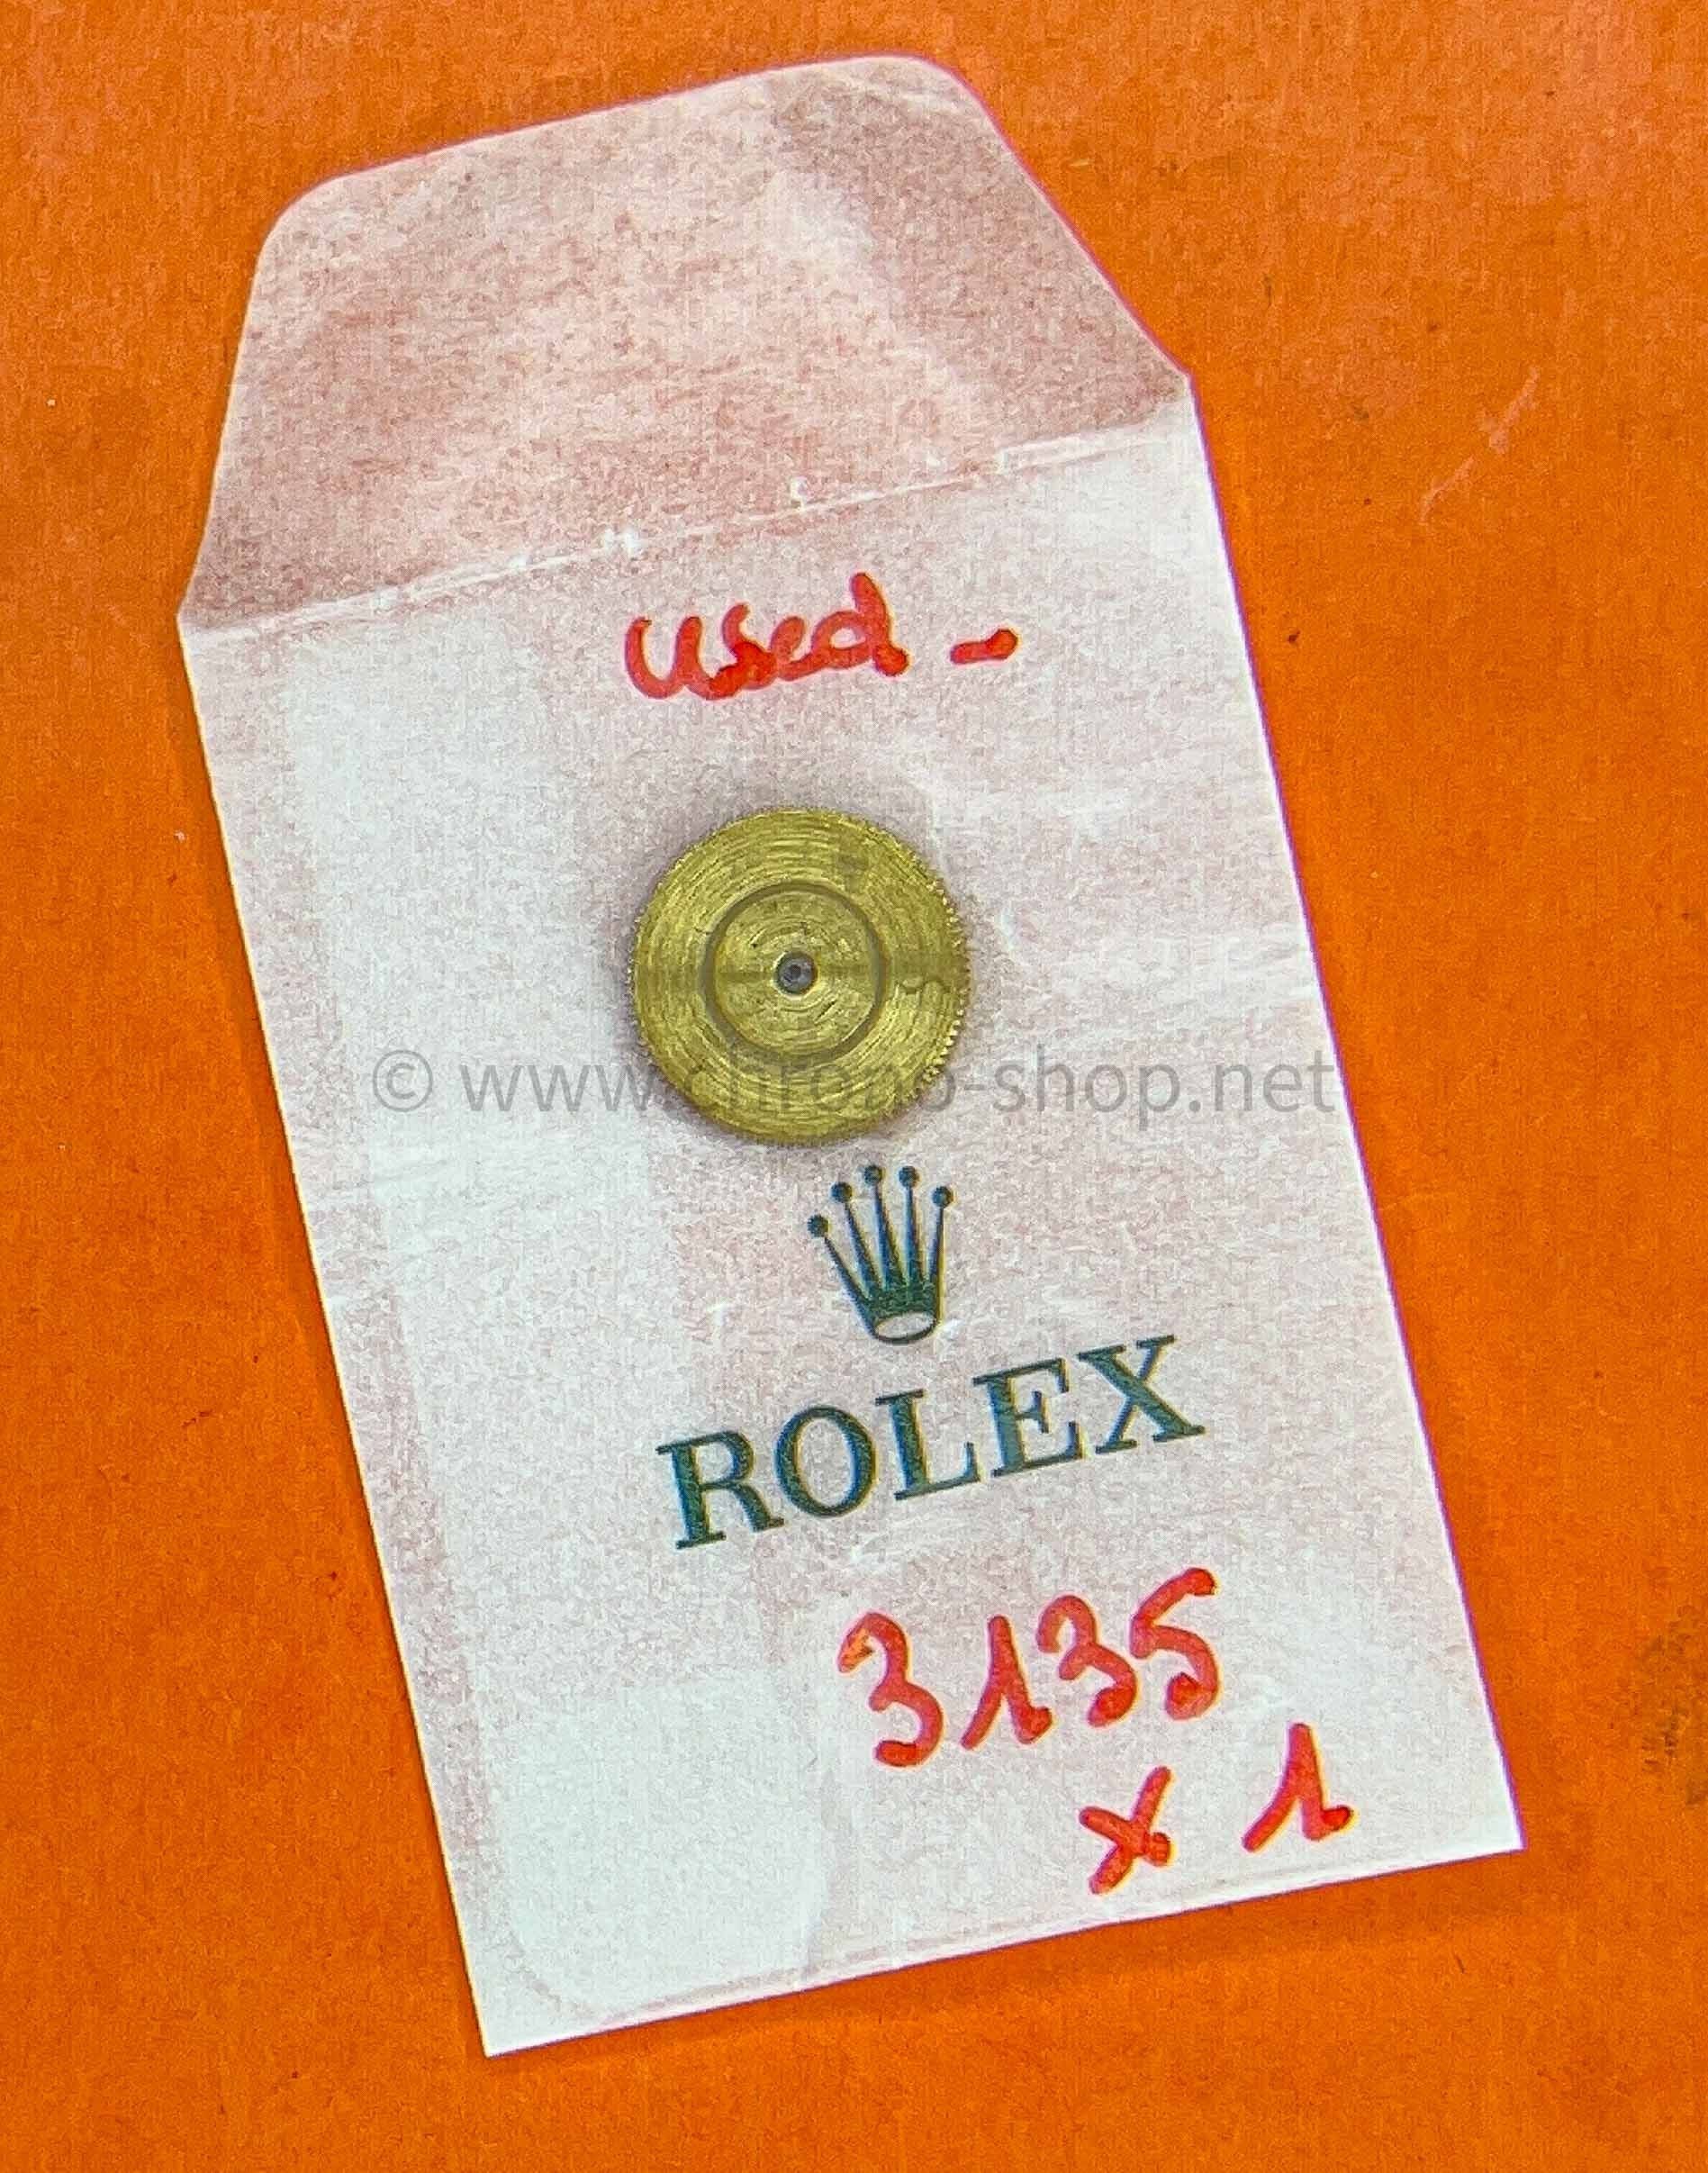 used -
© www.chrono-shop.net
ROLEX
3135
x 1